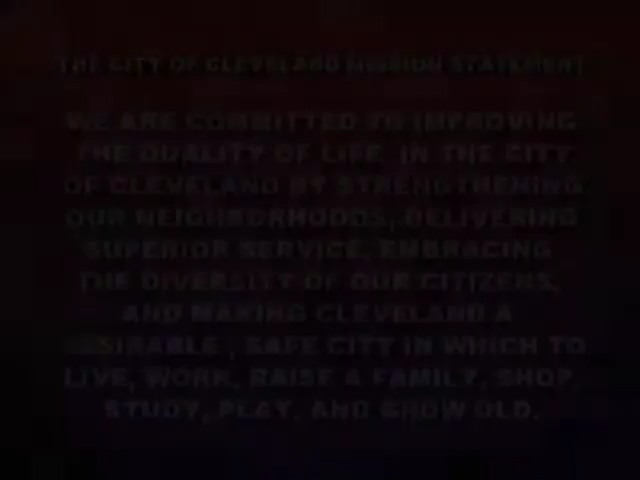 THE CITY OF CLEVELAND MISSION STATEMENT
WE ARE COMMITTED TO IMPROVING
THE QUALITY OF LIFE IN THE CITY
OF CLEVELAND BY STRENGTHENING
OUR NEIGHBORHOODS, DELIVERING
SUPERIOR SERVICE, EMBRACING
THE DIVERSITY OF OUR CITIZENS,
AND MAKING CLEVELAND A
DESIRABLE , SAFE CITY IN WHICH TO
LIVE, WORK, RAISE A FAMILY, SHOP,
STUDY, PLAY, AND GROW OLD.